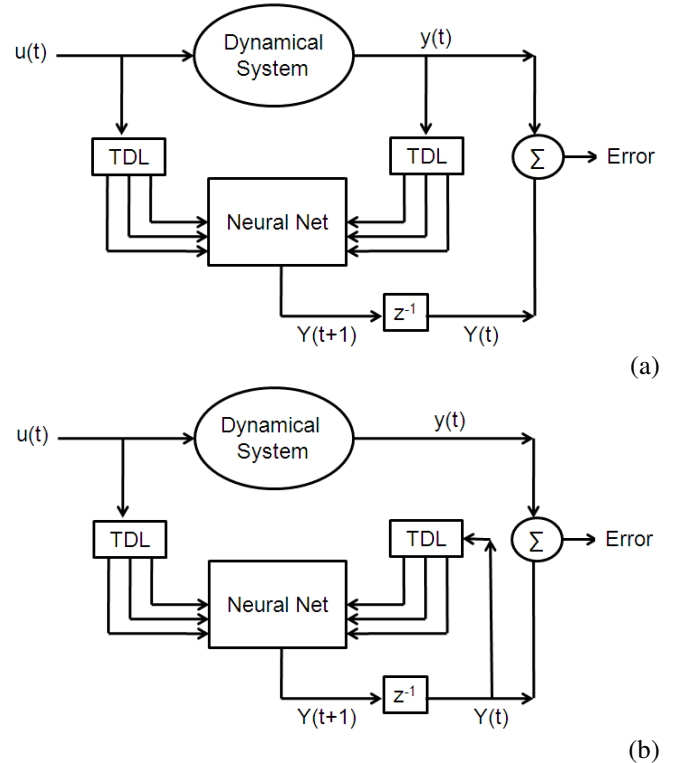 u(t)
Dynamical
System
y(t)
TDL
TDL
Σ
Error
Neural Net
Y(t+1)
z-1
Y(t)
(a)
u(t)
Dynamical
System
y(t)
TDL
TDL
Σ
Error
Neural Net
Y(t+1)
z-1
Y(t)
(b)